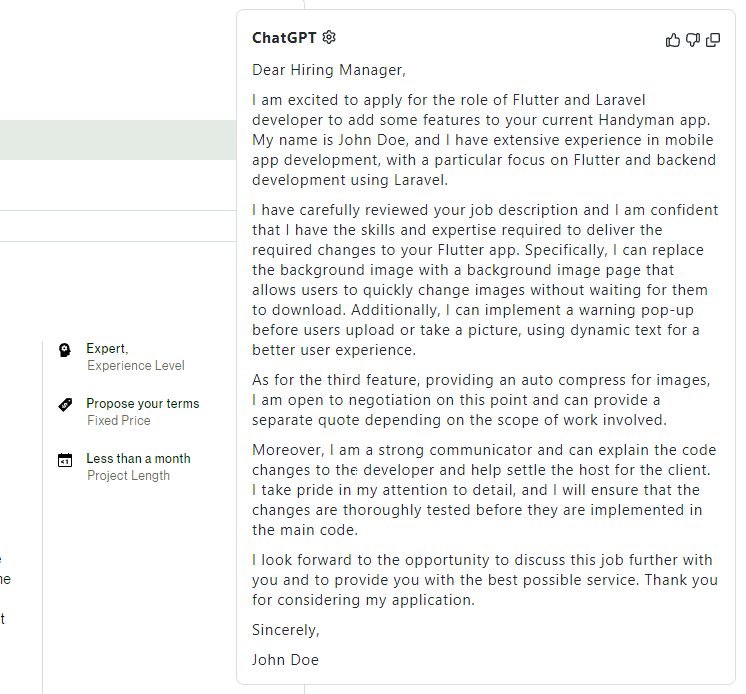 ChatGPT
Dear Hiring Manager,
I am excited to apply for the role of Flutter and Laravel
developer to add some features to your current Handyman app.
My name is John Doe, and I have extensive experience in mobile
app development, with a particular focus on Flutter and backend
development using Laravel.
I have carefully reviewed your job description and I am confident
that I have the skills and expertise required to deliver the
required changes to your Flutter app. Specifically, I can replace
the background image with a background image page that
allows users to quickly change images without waiting for them
to download. Additionally, I can implement a warning pop-up
before users upload or take a picture, using dynamic text for a
better user experience.
As for the third feature, providing an auto compress for images,
I am open to negotiation on this point and can provide a
separate quote depending on the scope of work involved.
Moreover, I am a strong communicator and can explain the code
changes to the developer and help settle the host for the client.
I take pride in my attention to detail, and I will ensure that the
changes are thoroughly tested before they are implemented in
the main code.
I look forward to the opportunity to discuss this job further with
you and to provide you with the best possible service. Thank you
for considering my application.
Sincerely,
John Doe
Expert,
Experience Level
Propose your terms
Fixed Price
Less than a month
Project Length